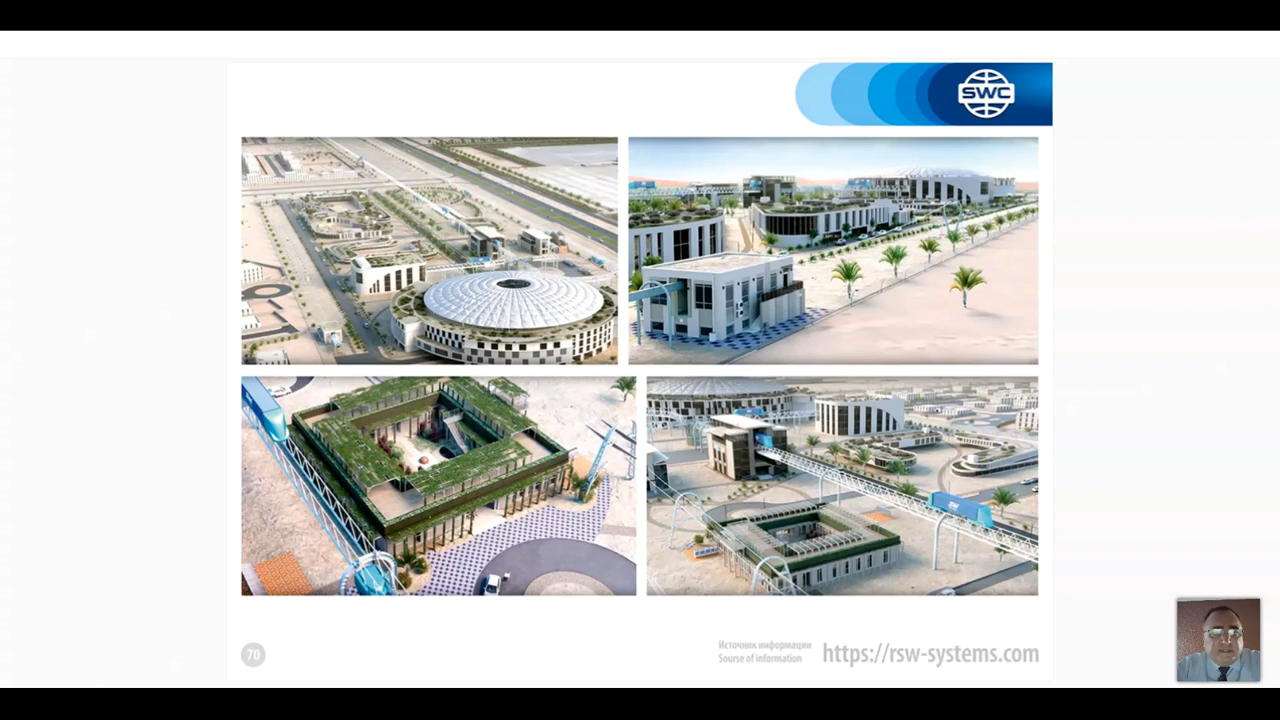 SWC
70
Источник информации
Sourse of information
https://rsw-systems.com